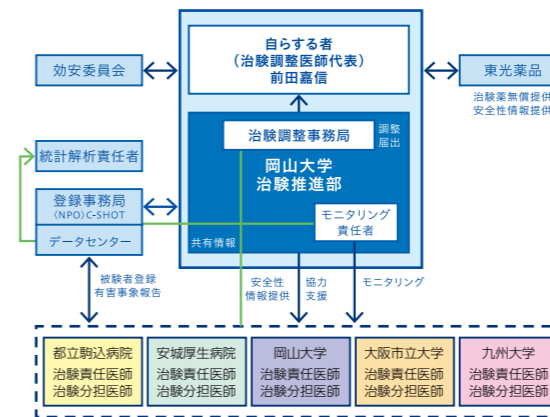 自らする者
（治験調整医師代表）
前田嘉信
効安委員会
東光薬品
治験薬無償提供
安全性情報提供
治験調整事務局
調整
届出
統計解析責任者
岡山大学
治験推進部
登録事務局
（NPO）C-SHOT
データセンター
モニタリング
責任者
共有情報
被験者登録
有害事象報告
安全性
情報提供
協力
支援
モニタリング
都立駒込病院
治験責任医師
治験分担医師
安城厚生病院
治験責任医師
治験分担医師
岡山大学
治験責任医師
治験分担医師
大阪市立大学
治験責任医師
治験分担医師
九州大学
治験責任医師
治験分担医師